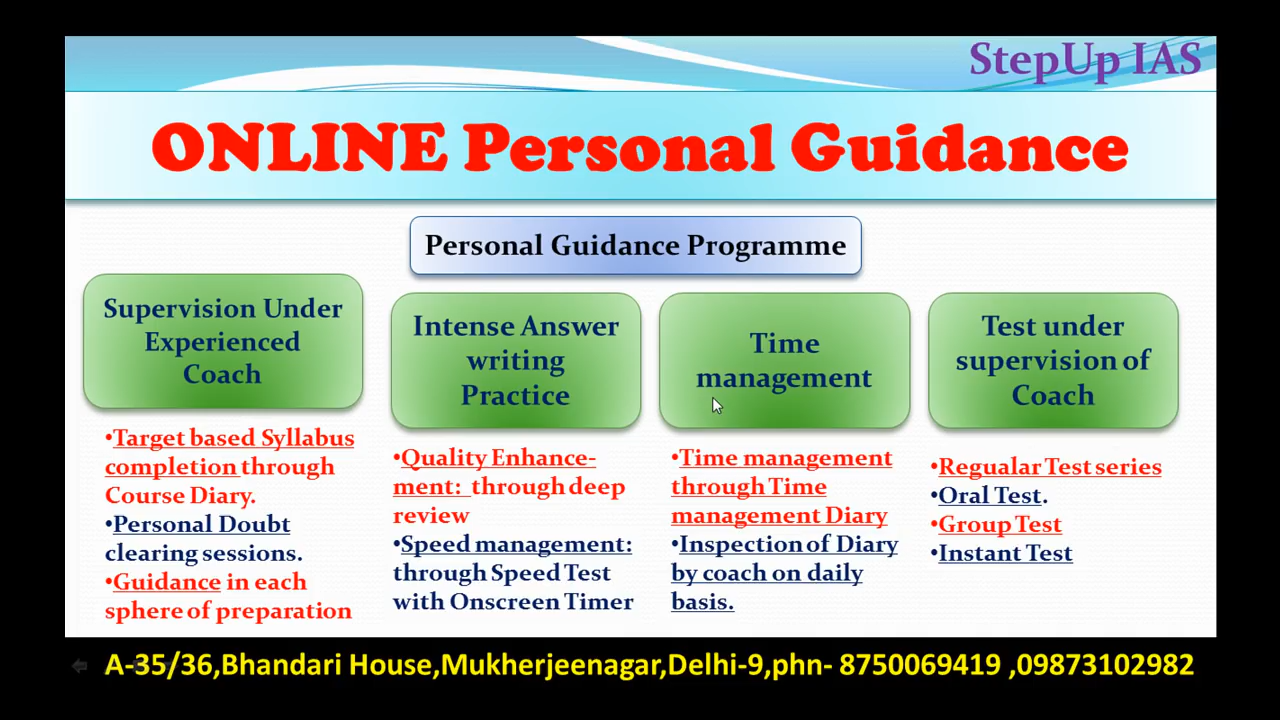 StepUp IAS
ONLINE Personal Guidance
Personal Guidance Programme
Supervision Under
Experienced
Coach
•Target based Syllabus
completion through
Course Diary.
•Personal Doubt
clearing sessions.
•Guidance in each
sphere of preparation
Intense Answer
writing
Practice
•Quality Enhance-
ment: through deep
review
•Speed management:
through Speed Test
with Onscreen Timer
Time
management
•Time management
through Time
management Diary
•Inspection of Diary
by coach on daily
basis.
Test under
supervision of
Coach
•Regualar Test series
•Oral Test.
•Group Test
•Instant Test
A-35/36,Bhandari House,Mukherjeenagar,Delhi-9,phn- 8750069419 ,09873102982